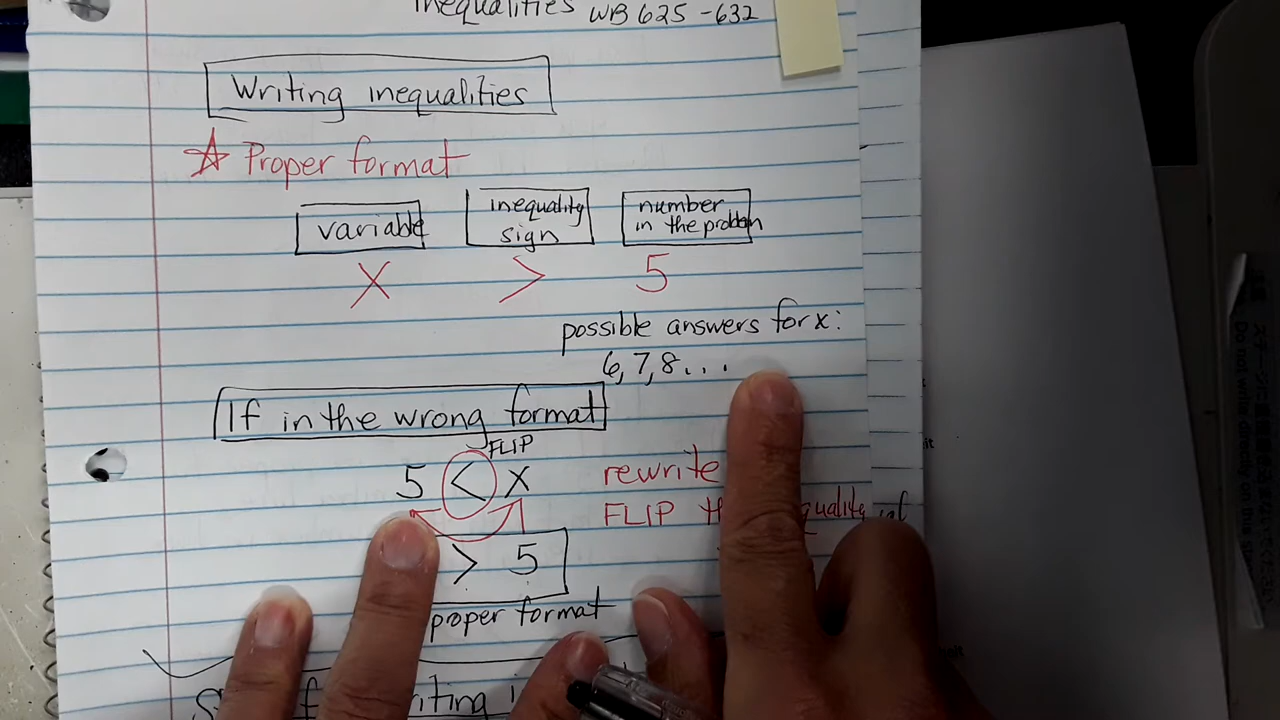 Inequalities WB 625-632
Writing inequalities
☆ Proper format
variable inequality sign number in the problem
X > 5
possible answers for x:
6, 7, 8...
If in the wrong format
FLIP
5 < x rewrite
FLIP
> 5
proper format